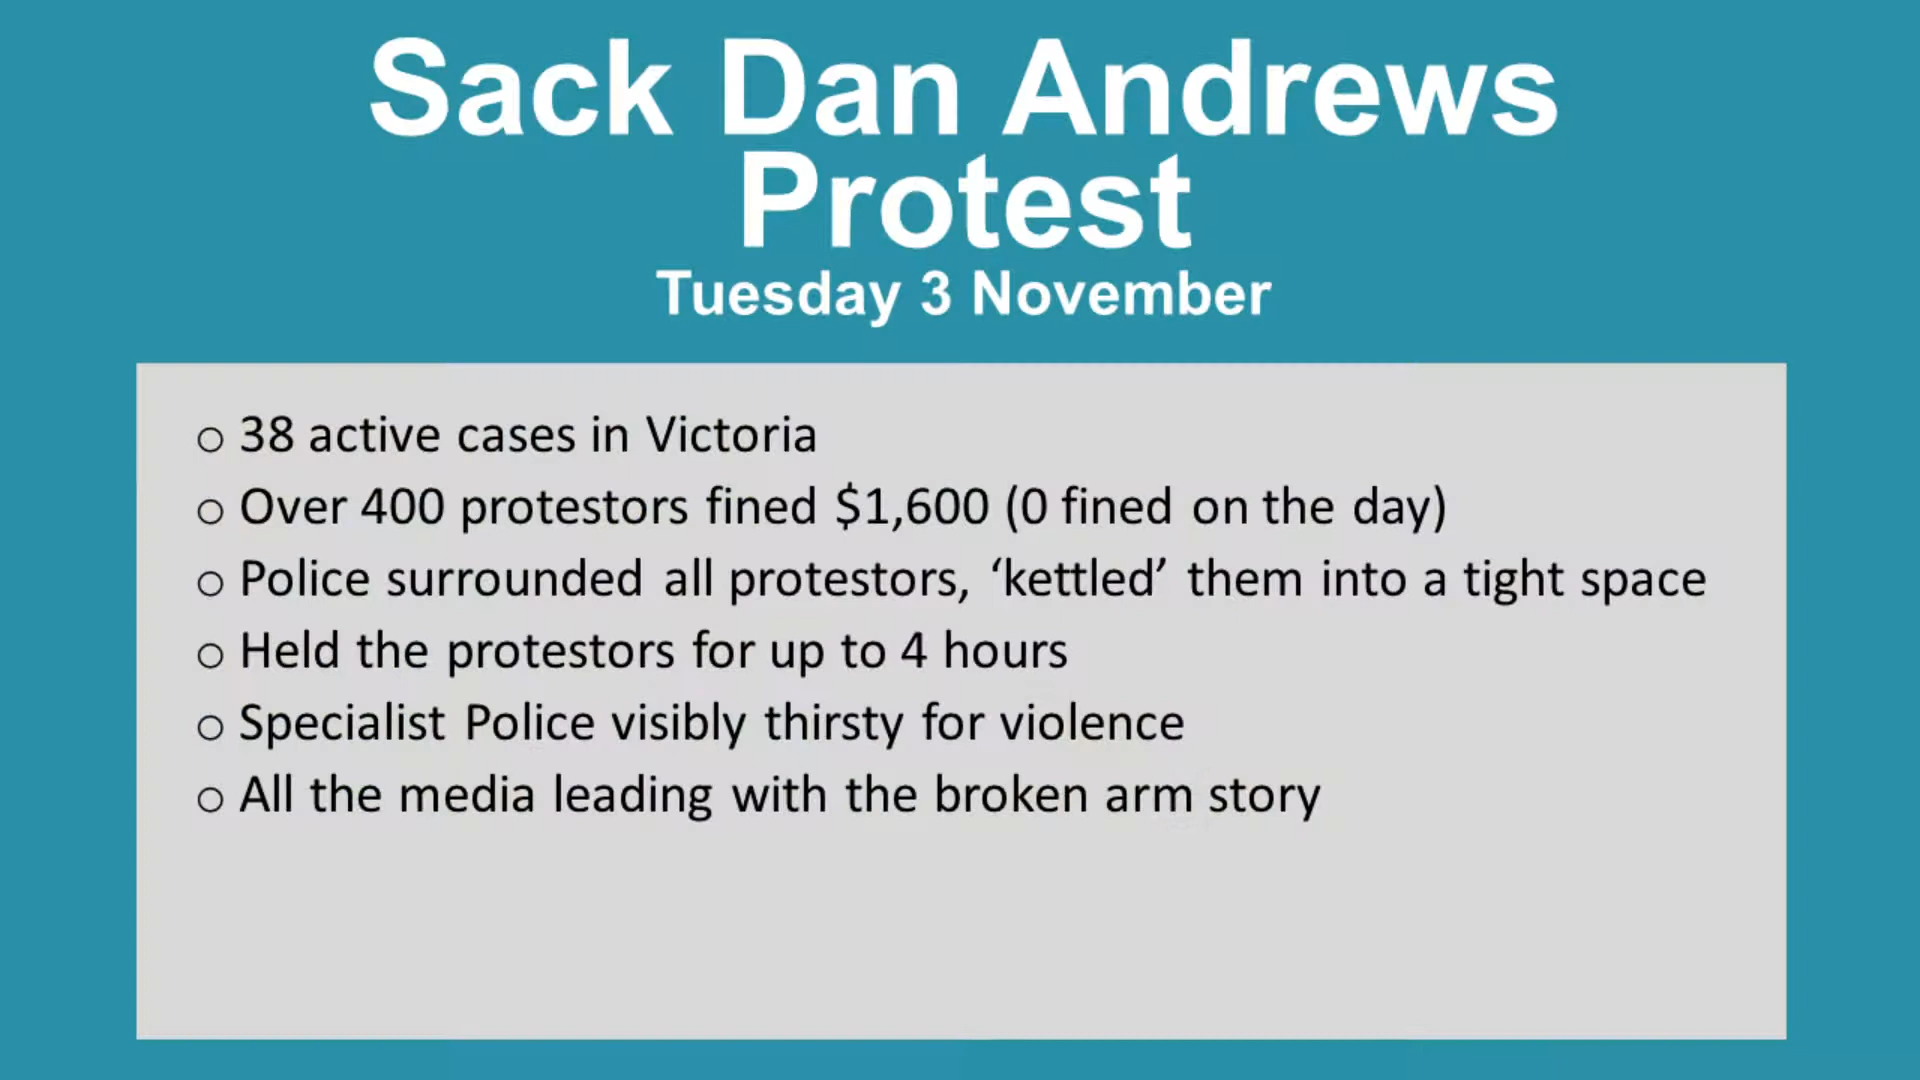 Sack Dan Andrews
Protest
Tuesday 3 November
o 38 active cases in Victoria
o Over 400 protestors fined $1,600 (0 fined on the day)
o Police surrounded all protestors, ‘kettled’ them into a tight space
o Held the protestors for up to 4 hours
o Specialist Police visibly thirsty for violence
o All the media leading with the broken arm story